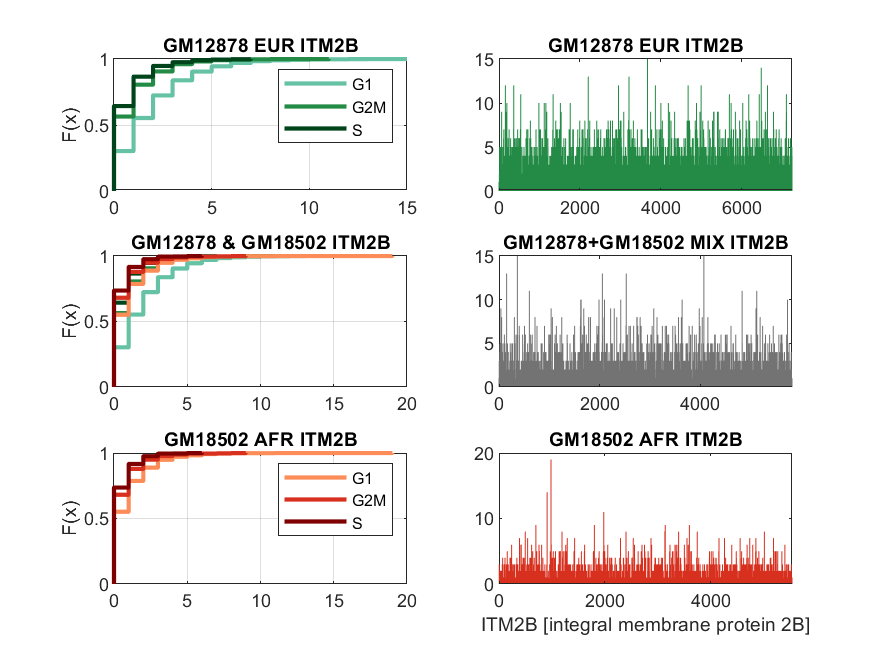 GM12878 EUR ITM2B
F(x)
1
0.5
0
0 5 10 15
G1
G2M
S
GM12878 EUR ITM2B
15
10
5
0
0 2000 4000 6000
GM12878 & GM18502 ITM2B
F(x)
1
0.5
0
0 5 10 15 20
GM12878+GM18502 MIX ITM2B
15
10
5
0
0 2000 4000
GM18502 AFR ITM2B
F(x)
1
0.5
0
0 5 10 15 20
G1
G2M
S
GM18502 AFR ITM2B
20
10
0
0 2000 4000
ITM2B [integral membrane protein 2B]